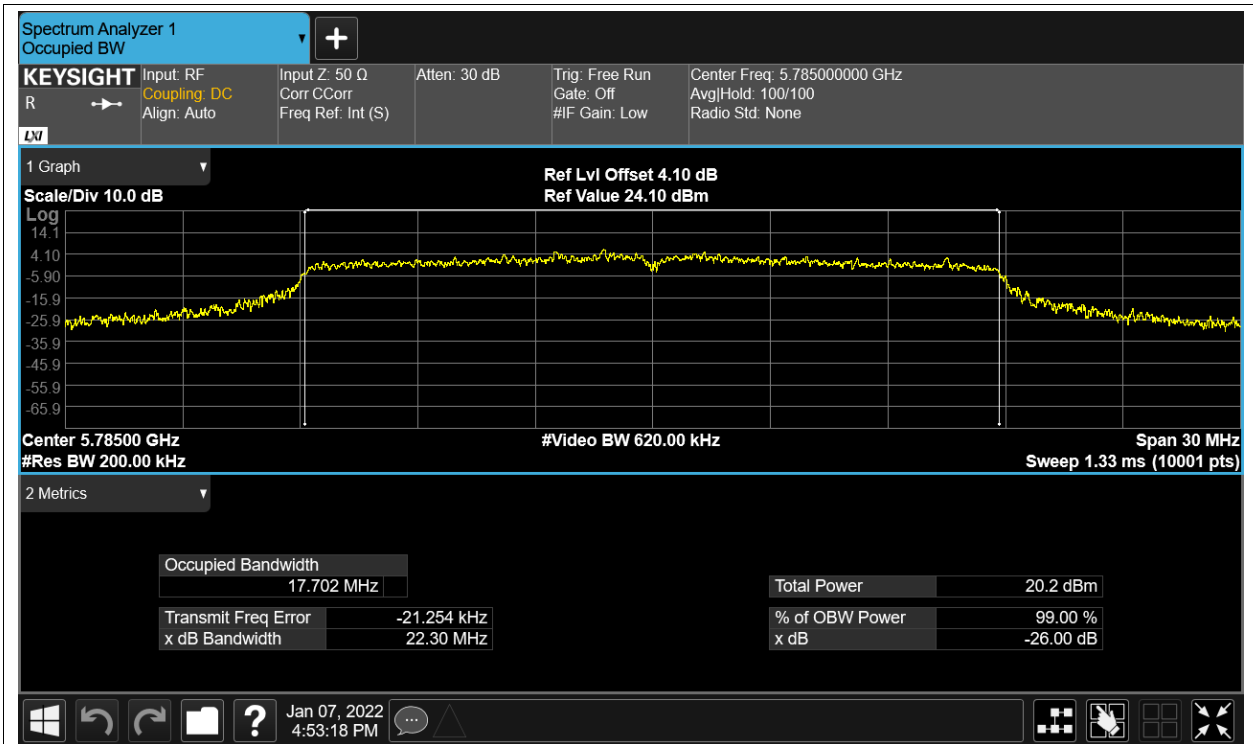 Spectrum Analyzer 1
Occupied BW
KEYSIGHT Input: RF Input Z: 50 Ω Atten: 30 dB Trig: Free Run Center Freq: 5.785000000 GHz
R Coupling: DC Corr CCorr Gate: Off Avg|Hold: 100/100
Align: Auto Freq Ref: Int (S) #IF Gain: Low Radio Std: None
LXI
1 Graph
Ref Lvl Offset 4.10 dB
Scale/Div 10.0 dB Ref Value 24.10 dBm
Log
14.1
4.10
-5.90
-15.9
-25.9
-35.9
-45.9
-55.9
-65.9
Center 5.78500 GHz #Video BW 620.00 kHz Span 30 MHz
#Res BW 200.00 kHz Sweep 1.33 ms (10001 pts)
2 Metrics
Occupied Bandwidth
17.702 MHz Total Power 20.2 dBm
Transmit Freq Error -21.254 kHz % of OBW Power 99.00 %
x dB Bandwidth 22.30 MHz x dB -26.00 dB
? Jan 07, 2022
4:53:18 PM